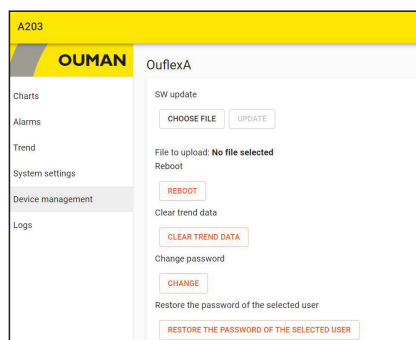 A203
OUMAN
Charts
Alarms
Trend
System settings
Device management
Logs
OuflexA
SW update
CHOOSE FILE UPDATE
File to upload: No file selected
Reboot
REBOOT
Clear trend data
CLEAR TREND DATA
Change password
CHANGE
Restore the password of the selected user
RESTORE THE PASSWORD OF THE SELECTED USER